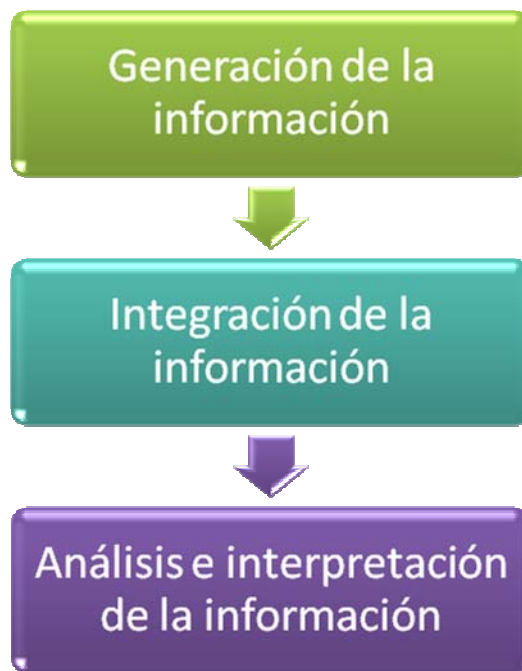 Generación de la
información
Integración de la
información
Análisis e interpretación
de la información